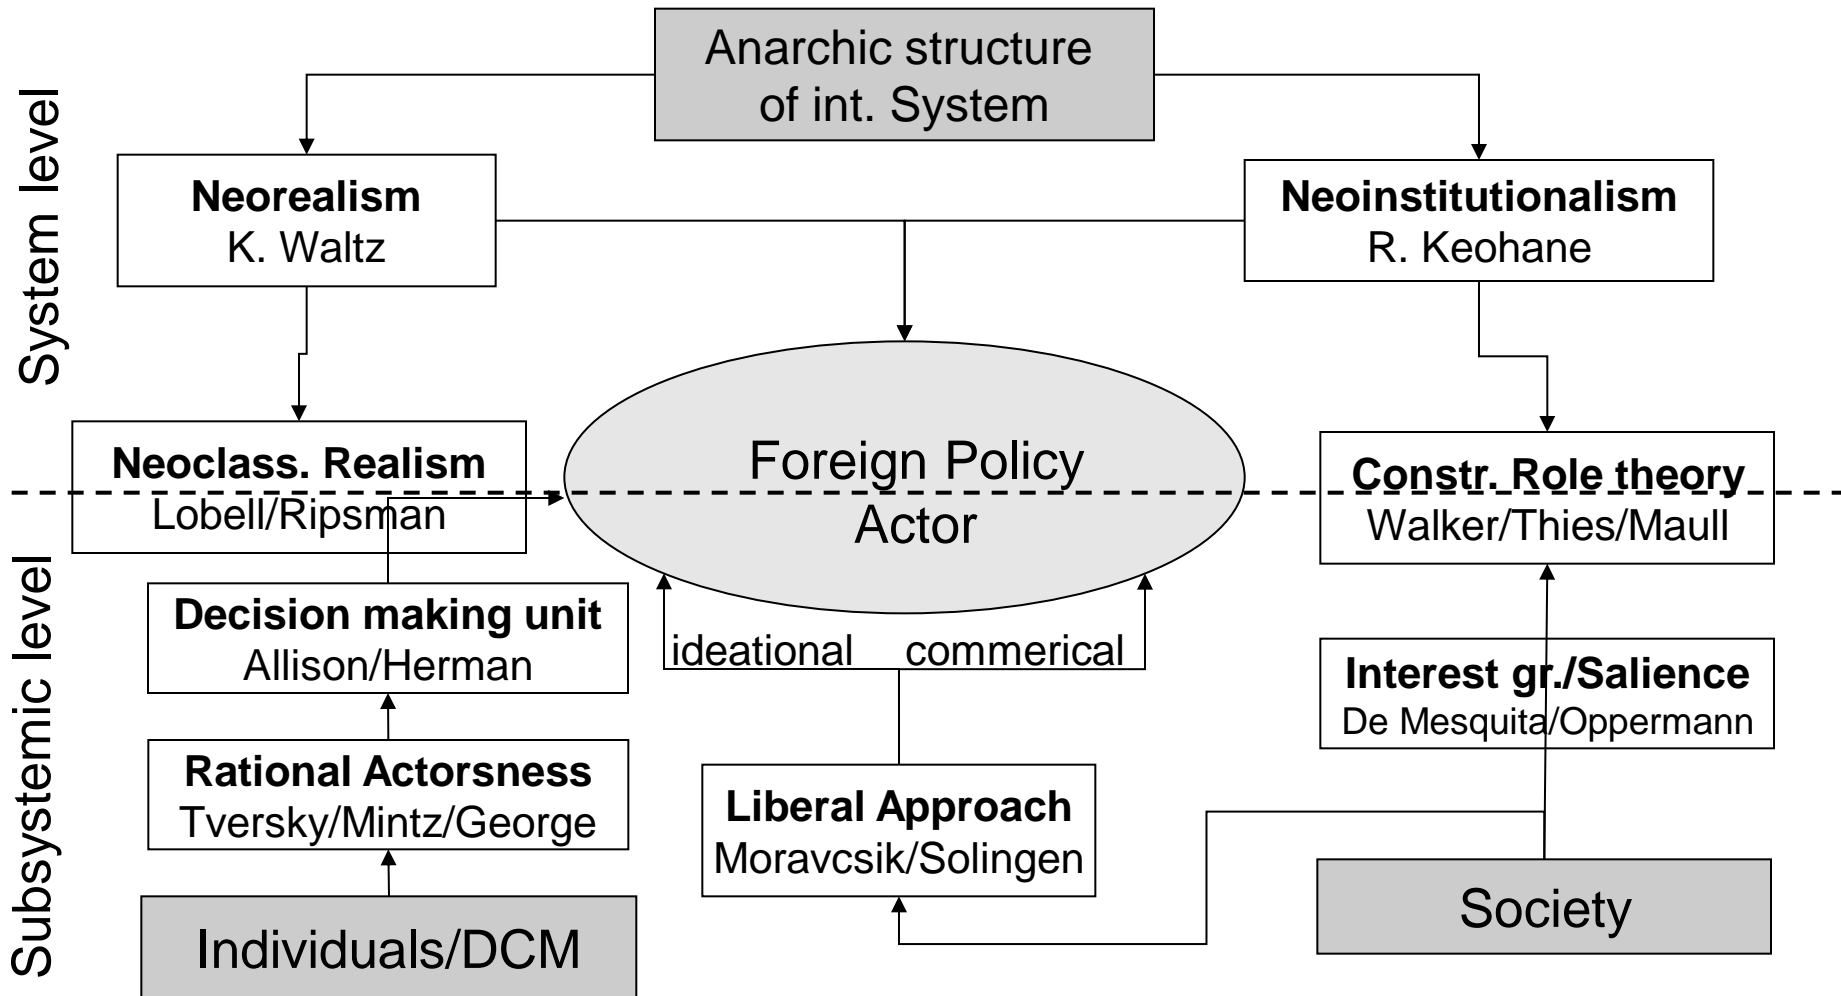 Anarchic structure
of int. System
System level
Neorealism
K. Waltz
Neoinstitutionalism
R. Keohane
Neoclass. Realism
Lobell/Ripsman
Foreign Policy
Actor
Constr. Role theory
Walker/Thies/Maull
Subsystemic level
Decision making unit
Allison/Herman
ideational
commerical
Interest gr./Salience
De Mesquita/Oppermann
Rational Actorsness
Tversky/Mintz/George
Liberal Approach
Moravcsik/Solingen
Individuals/DCM
Society